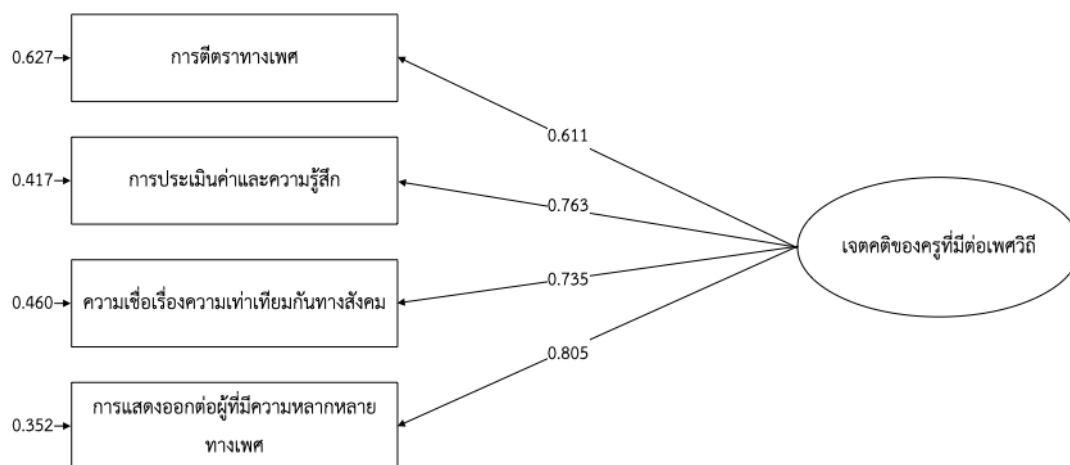 0.627
การตีตราทางเพศ
0.611
0.417
การประเมินค่าและความรู้สึก
0.763
เจตคติของครูที่มีต่อเพศวิถี
0.735
0.460
ความเชื่อเรื่องความเท่าเทียมกันทางสังคม
0.805
0.352
การแสดงออกต่อผู้ที่มีความหลากหลาย
ทางเพศ